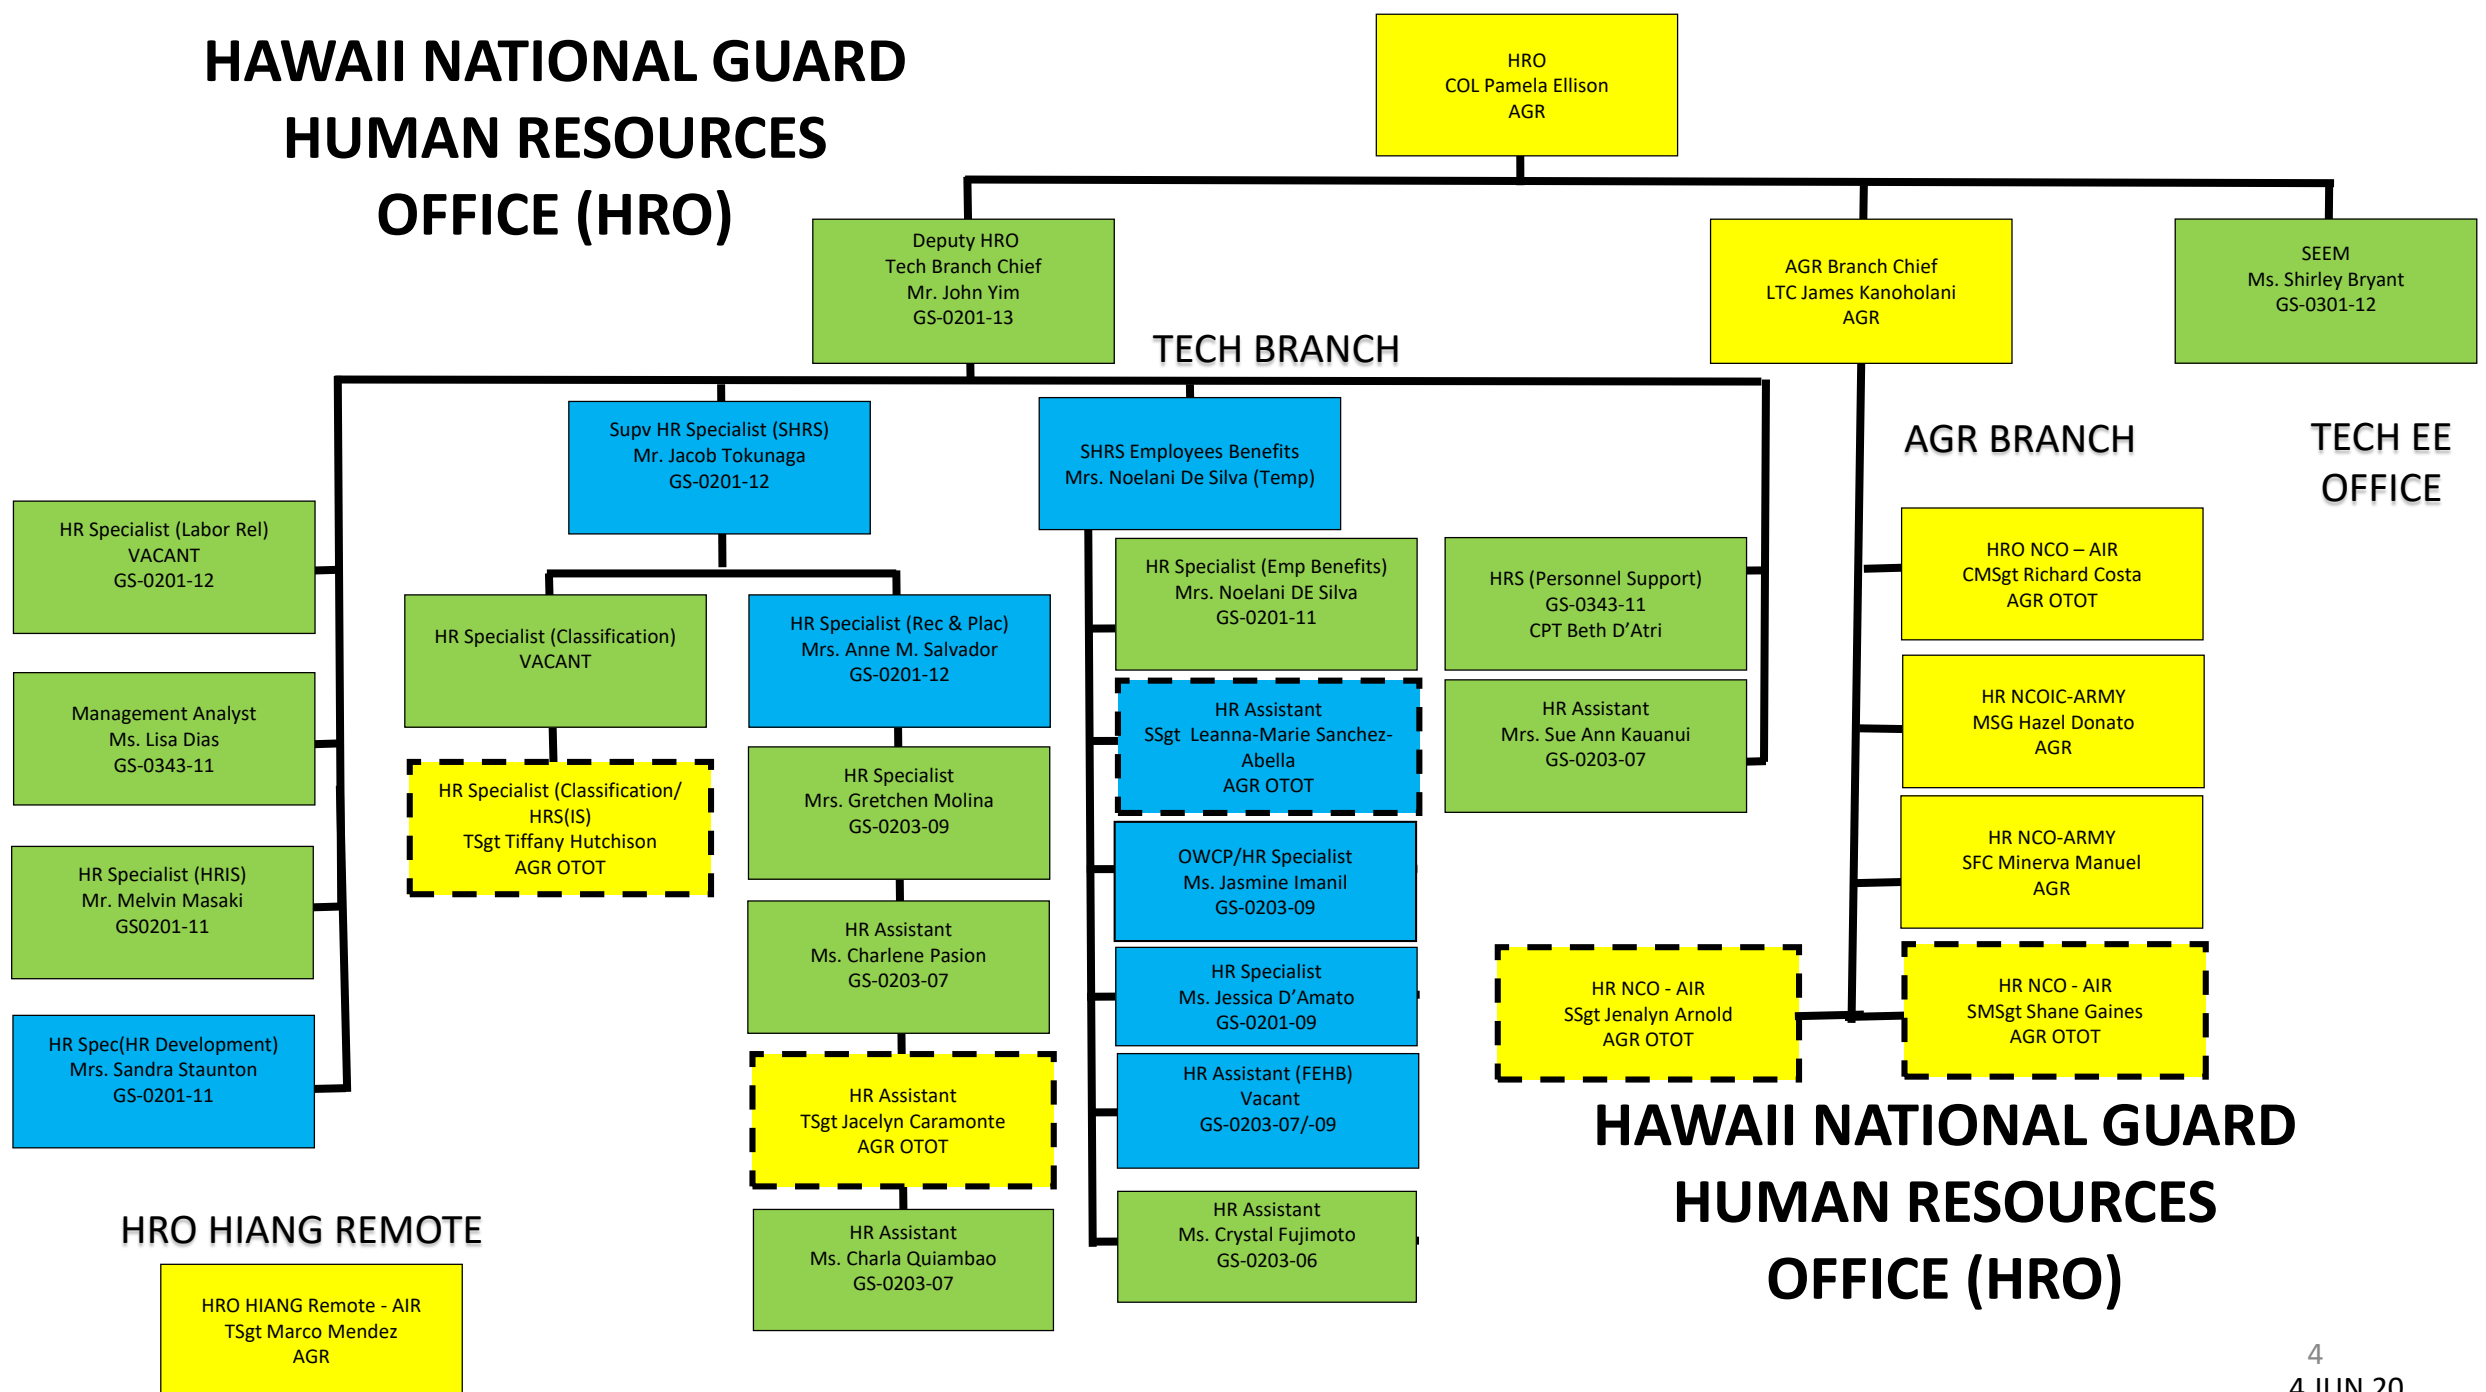 HAWAII NATIONAL GUARD
HUMAN RESOURCES
OFFICE (HRO)
HRO
COL Pamela Ellison
AGR
Deputy HRO
Tech Branch Chief
Mr. John Yim
GS-0201-13
AGR Branch Chief
LTC James Kanoholani
AGR
SEEM
Ms. Shirley Bryant
GS-0301-12
TECH BRANCH
AGR BRANCH
TECH EE
OFFICE
Supv HR Specialist (SHRS)
Mr. Jacob Tokunaga
GS-0201-12
SHRS Employees Benefits
Mrs. Noelani De Silva (Temp)
HR Specialist (Labor Rel)
VACANT
GS-0201-12
Management Analyst
Ms. Lisa Dias
GS-0343-11
HR Specialist (HRIS)
Mr. Melvin Masaki
GS0201-11
HR Spec(HR Development)
Mrs. Sandra Staunton
GS-0201-11
HR Specialist (Classification)
VACANT
HR Specialist (Classification/
HRS(IS)
TSgt Tiffany Hutchison
AGR OTOT
HR Specialist (Rec & Plac)
Mrs. Anne M. Salvador
GS-0201-12
HR Specialist
Mrs. Gretchen Molina
GS-0203-09
HR Assistant
Ms. Charlene Pasion
GS-0203-07
HR Assistant
TSgt Jacelyn Caramonte
AGR OTOT
HR Assistant
Ms. Charla Quiambao
GS-0203-07
HR Specialist (Emp Benefits)
Mrs. Noelani DE Silva
GS-0201-11
HR Assistant
SSgt Leanna-Marie Sanchez-
Abella
AGR OTOT
OWCP/HR Specialist
Ms. Jasmine Imanil
GS-0203-09
HR Specialist
Ms. Jessica D’Amato
GS-0201-09
HR Assistant (FEHB)
Vacant
GS-0203-07/-09
HR Assistant
Ms. Crystal Fujimoto
GS-0203-06
HRS (Personnel Support)
GS-0343-11
CPT Beth D’Atri
HR Assistant
Mrs. Sue Ann Kauanui
GS-0203-07
HRO NCO – AIR
CMSgt Richard Costa
AGR OTOT
HR NCOIC-ARMY
MSG Hazel Donato
AGR
HR NCO-ARMY
SFC Minerva Manuel
AGR
HR NCO - AIR
SSgt Jenalyn Arnold
AGR OTOT
HR NCO - AIR
SMSgt Shane Gaines
AGR OTOT
HRO HIANG REMOTE
HRO HIANG Remote - AIR
TSgt Marco Mendez
AGR
HAWAII NATIONAL GUARD
HUMAN RESOURCES
OFFICE (HRO)
4
4 JUN 20